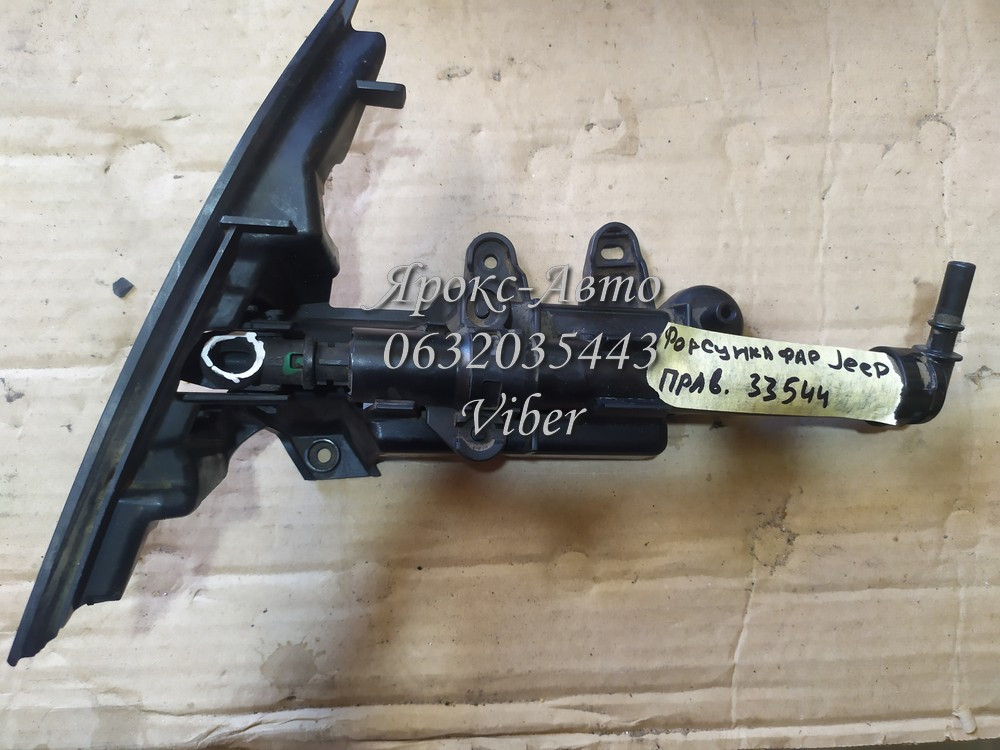 Ярокс-Авто
0632035443
Viber
Форсунка фар Jeep
прав. 33544